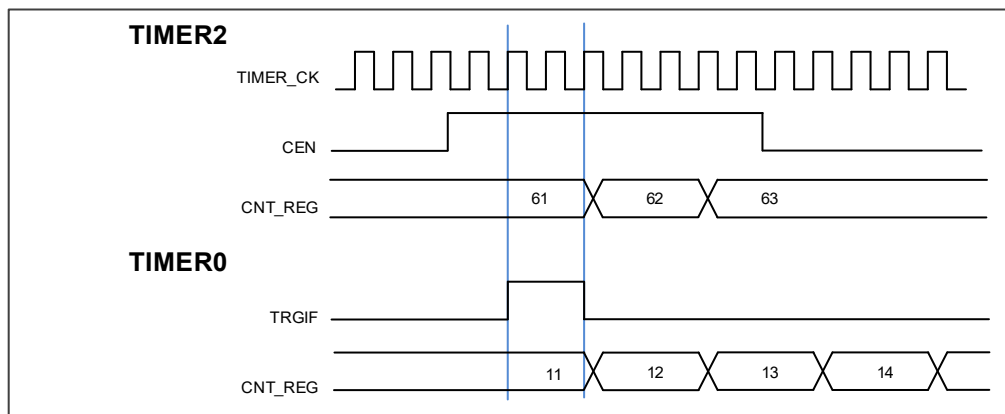 TIMER2
TIMER_CK
CEN
CNT_REG 61 62 63
TIMER0
TRGIF
CNT_REG 11 12 13 14